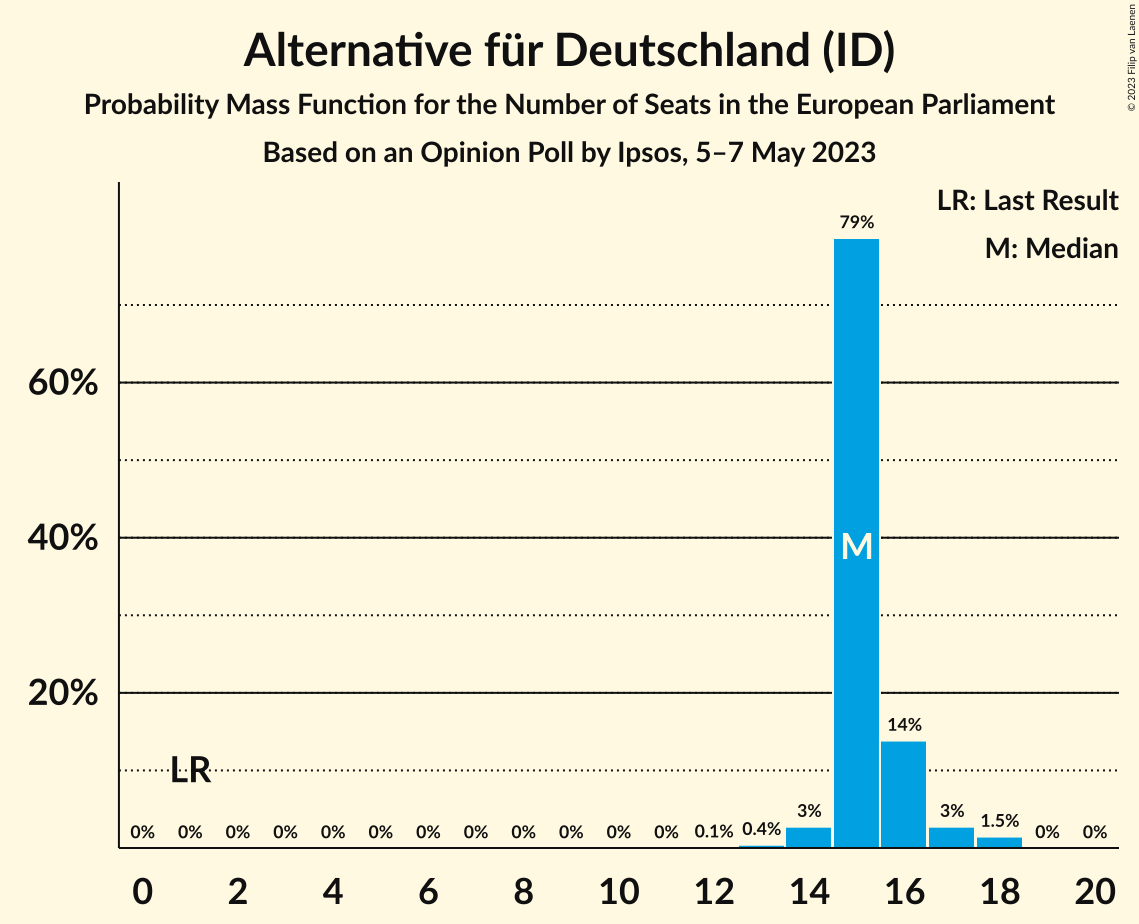 Alternative für Deutschland (ID)
Probability Mass Function for the Number of Seats in the European Parliament
Based on an Opinion Poll by Ipsos, 5–7 May 2023
© 2023 Filip van Laenen
LR: Last Result
M: Median
79%
60%
40%
M
20%
14%
LR
0% 0% 0% 0% 0% 0% 0% 0% 0% 0% 0% 0% 0.1% 0.4% 3% 3% 1.5% 0% 0%
0 2 4 6 8 10 12 14 16 18 20